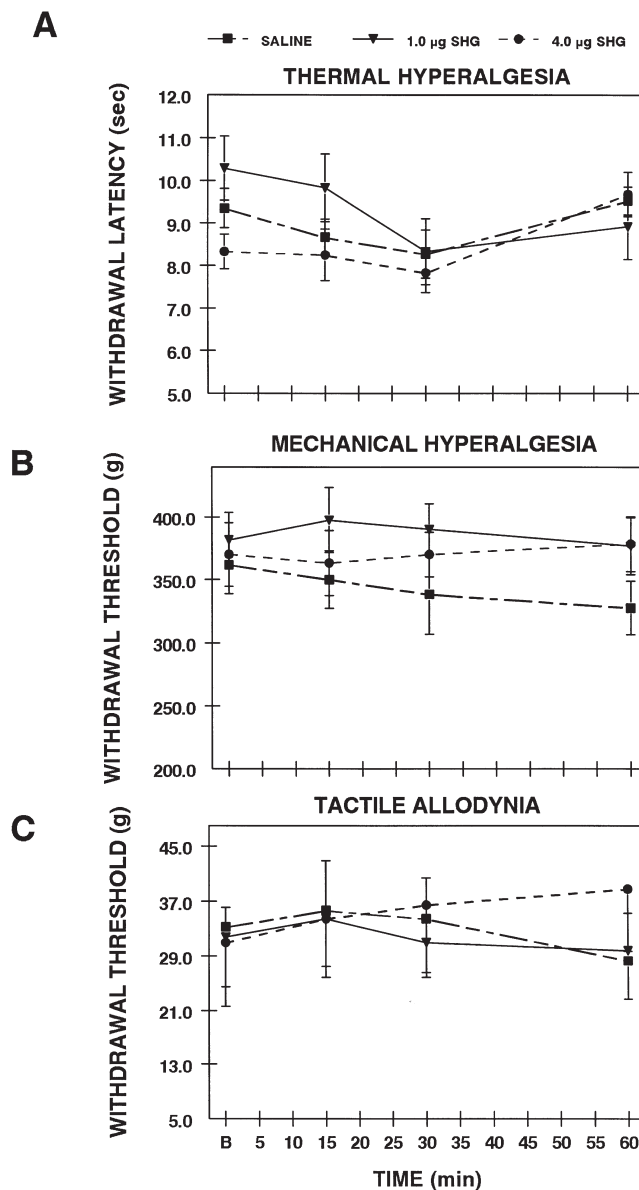 A
SALINE 1.0 µg SHG 4.0 µg SHG
THERMAL HYPERALGESIA
WITHDRAWAL LATENCY (sec)
12.0
11.0
10.0
9.0
8.0
7.0
6.0
5.0
B
MECHANICAL HYPERALGESIA
WITHDRAWAL THRESHOLD (g)
400.0
350.0
300.0
250.0
200.0
C
TACTILE ALLODYNIA
WITHDRAWAL THRESHOLD (g)
45.0
37.0
29.0
21.0
13.0
5.0
B 5 10 15 20 25 30 35 40 45 50 55 60
TIME (min)